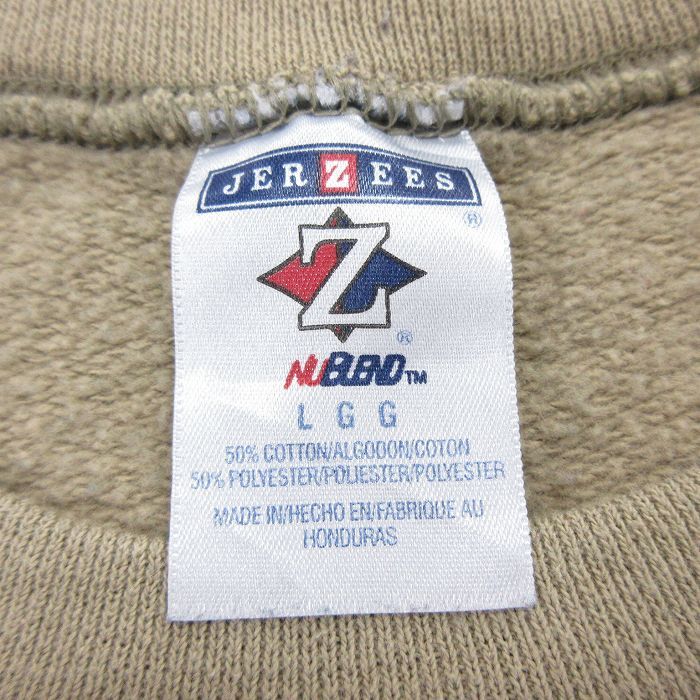 JERZEES
®
Z
®
NUBLEND™
L G G
50% COTTON/ALGODON/COTON
50% POLYESTER/POLIESTER/POLYESTER
MADE IN/HECHO EN/FABRIQUE AU
HONDURAS